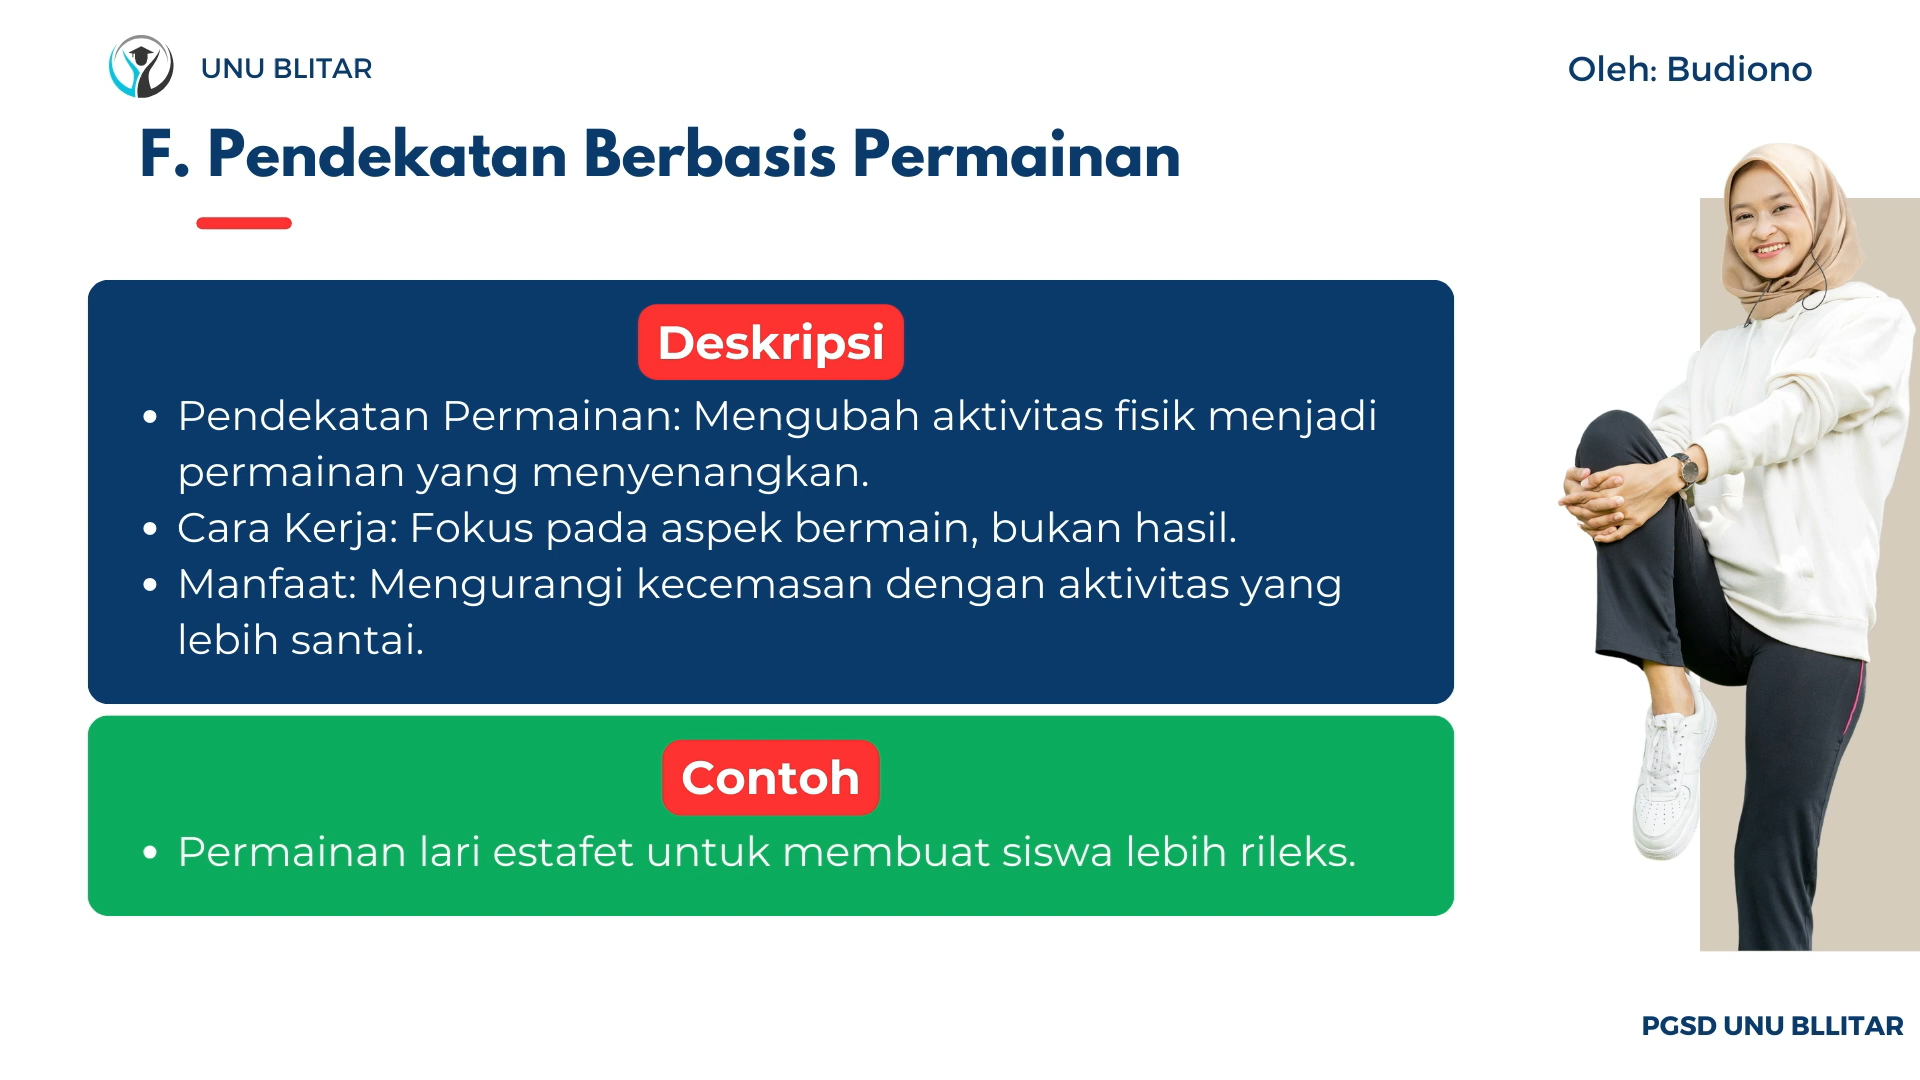 UNU BLITAR
Oleh: Budiono
F. Pendekatan Berbasis Permainan
Deskripsi
• Pendekatan Permainan: Mengubah aktivitas fisik menjadi
permainan yang menyenangkan.
• Cara Kerja: Fokus pada aspek bermain, bukan hasil.
• Manfaat: Mengurangi kecemasan dengan aktivitas yang
lebih santai.
Contoh
• Permainan lari estafet untuk membuat siswa lebih rileks.
PGSD UNU BLLITAR